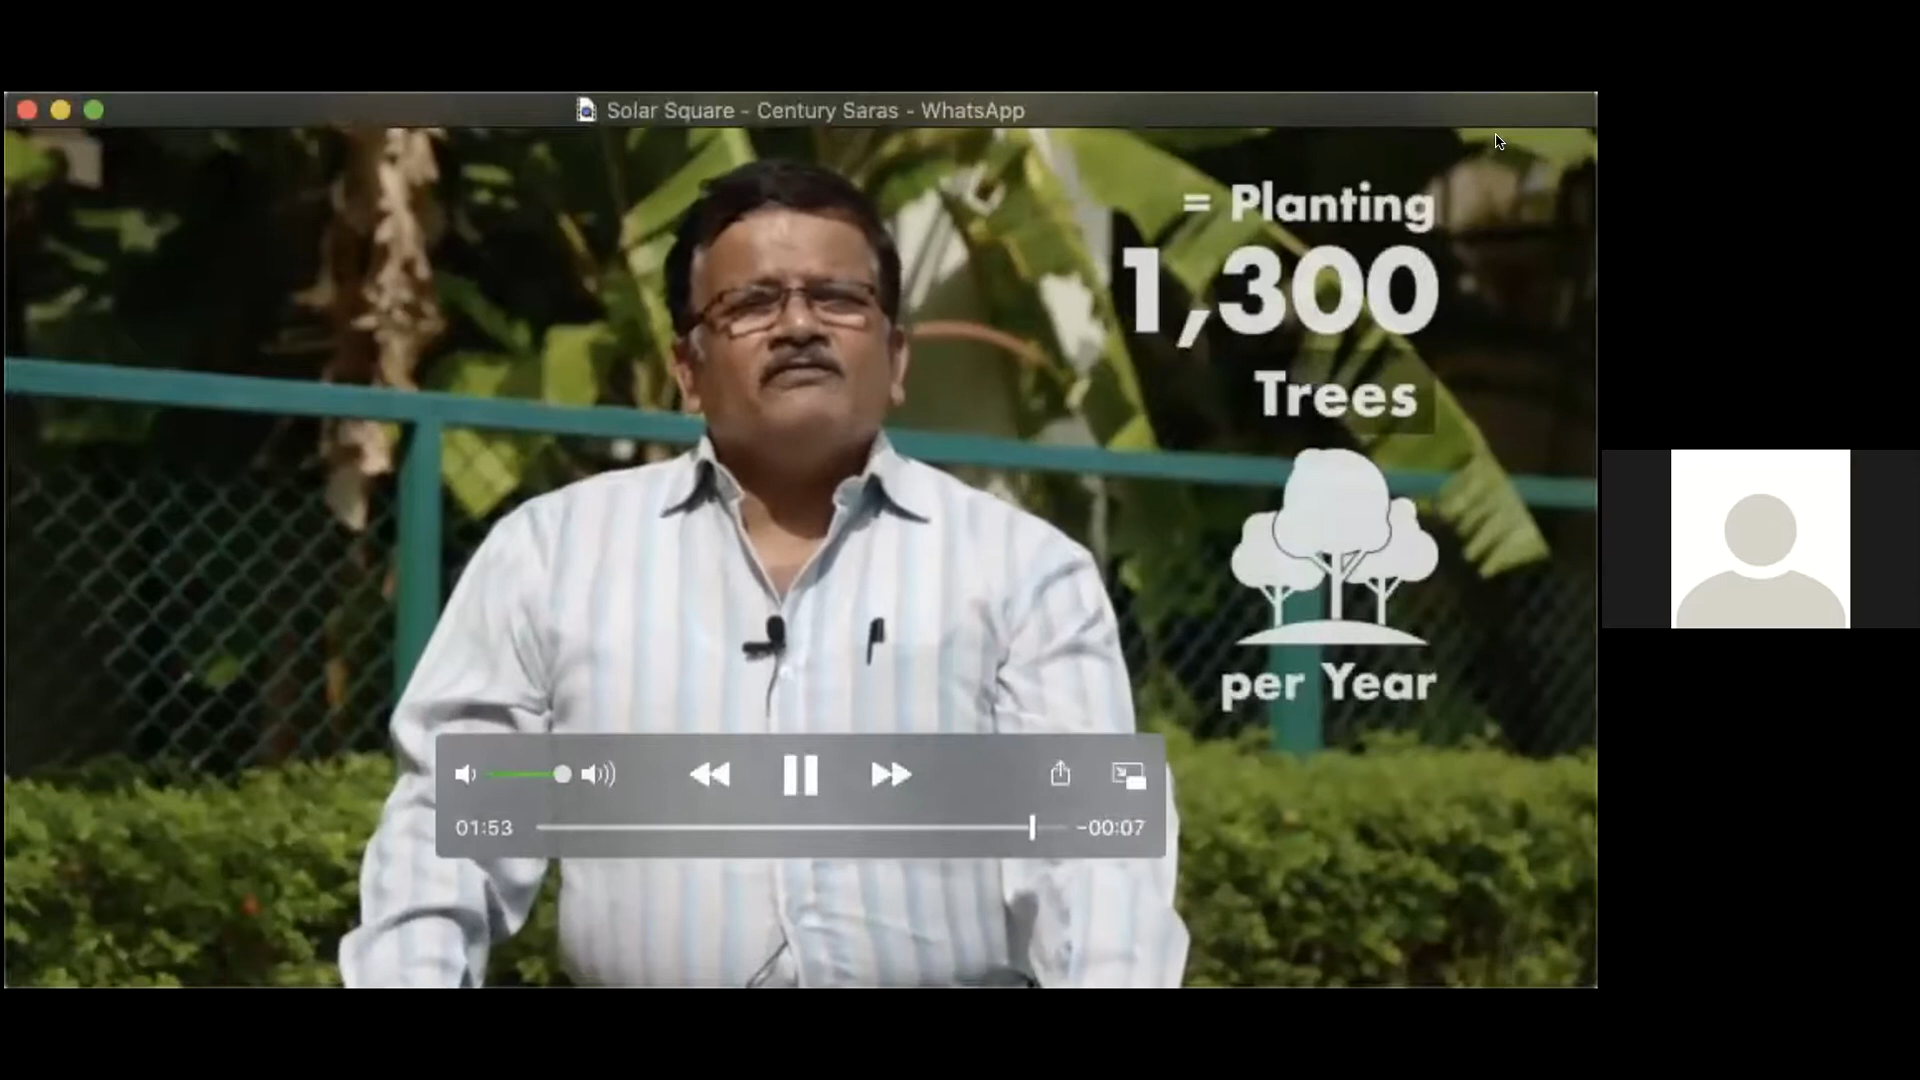 Solar Square - Century Saras - WhatsApp
= Planting
1,300
Trees
per Year
01:53
-00:07